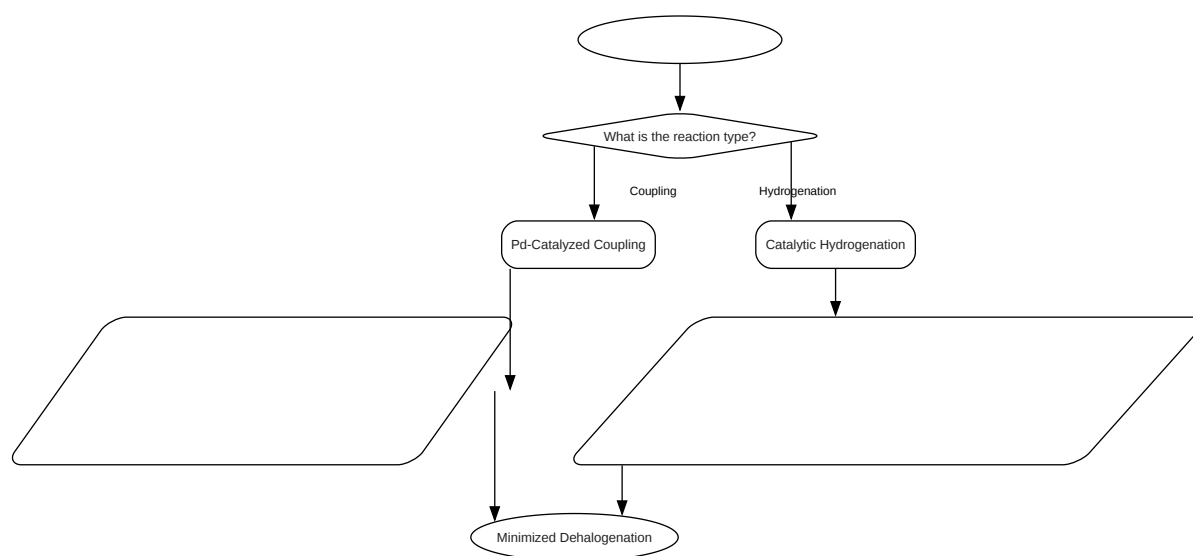 What is the reaction type?
Coupling
Hydrogenation
Pd-Catalyzed Coupling
Catalytic Hydrogenation
Minimized Dehalogenation